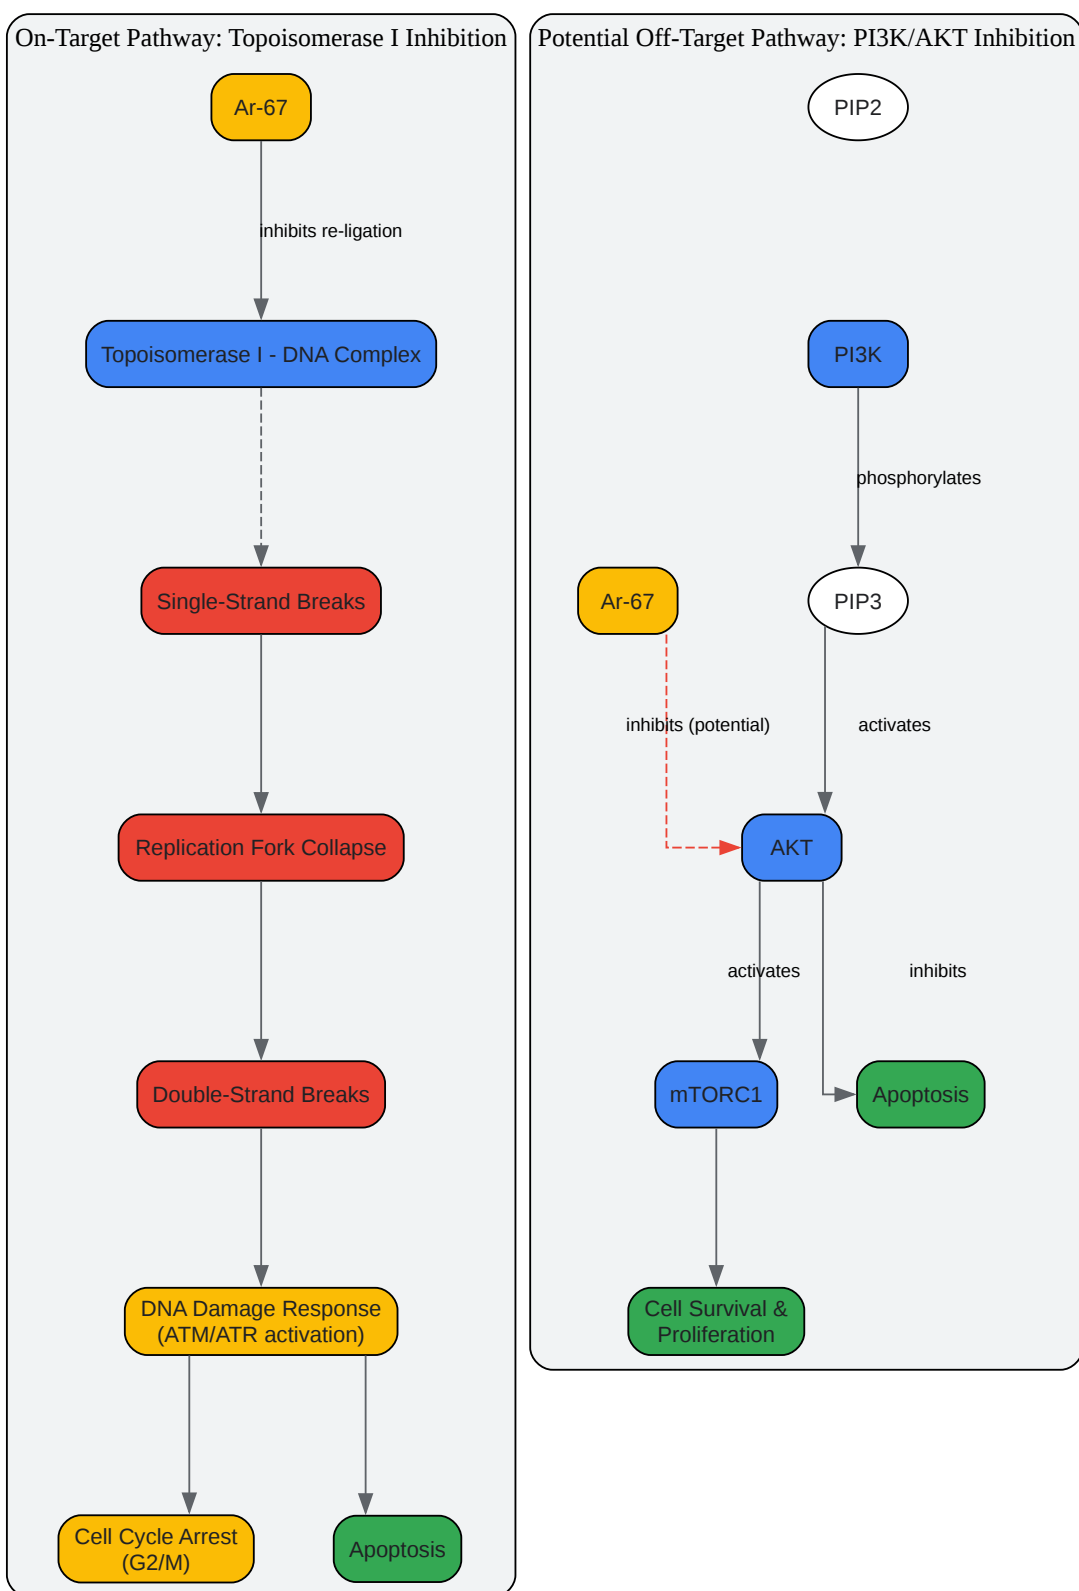 On-Target Pathway: Topoisomerase I Inhibition
Ar-67
inhibits re-ligation
Topoisomerase I - DNA Complex
Single-Strand Breaks
Replication Fork Collapse
Double-Strand Breaks
DNA Damage Response
(ATM/ATR activation)
Cell Cycle Arrest
(G2/M)
Apoptosis
Potential Off-Target Pathway: PI3K/AKT Inhibition
PIP2
PI3K
phosphorylates
Ar-67
PIP3
inhibits (potential)
activates
AKT
activates
inhibits
mTORC1
Apoptosis
Cell Survival &
Proliferation